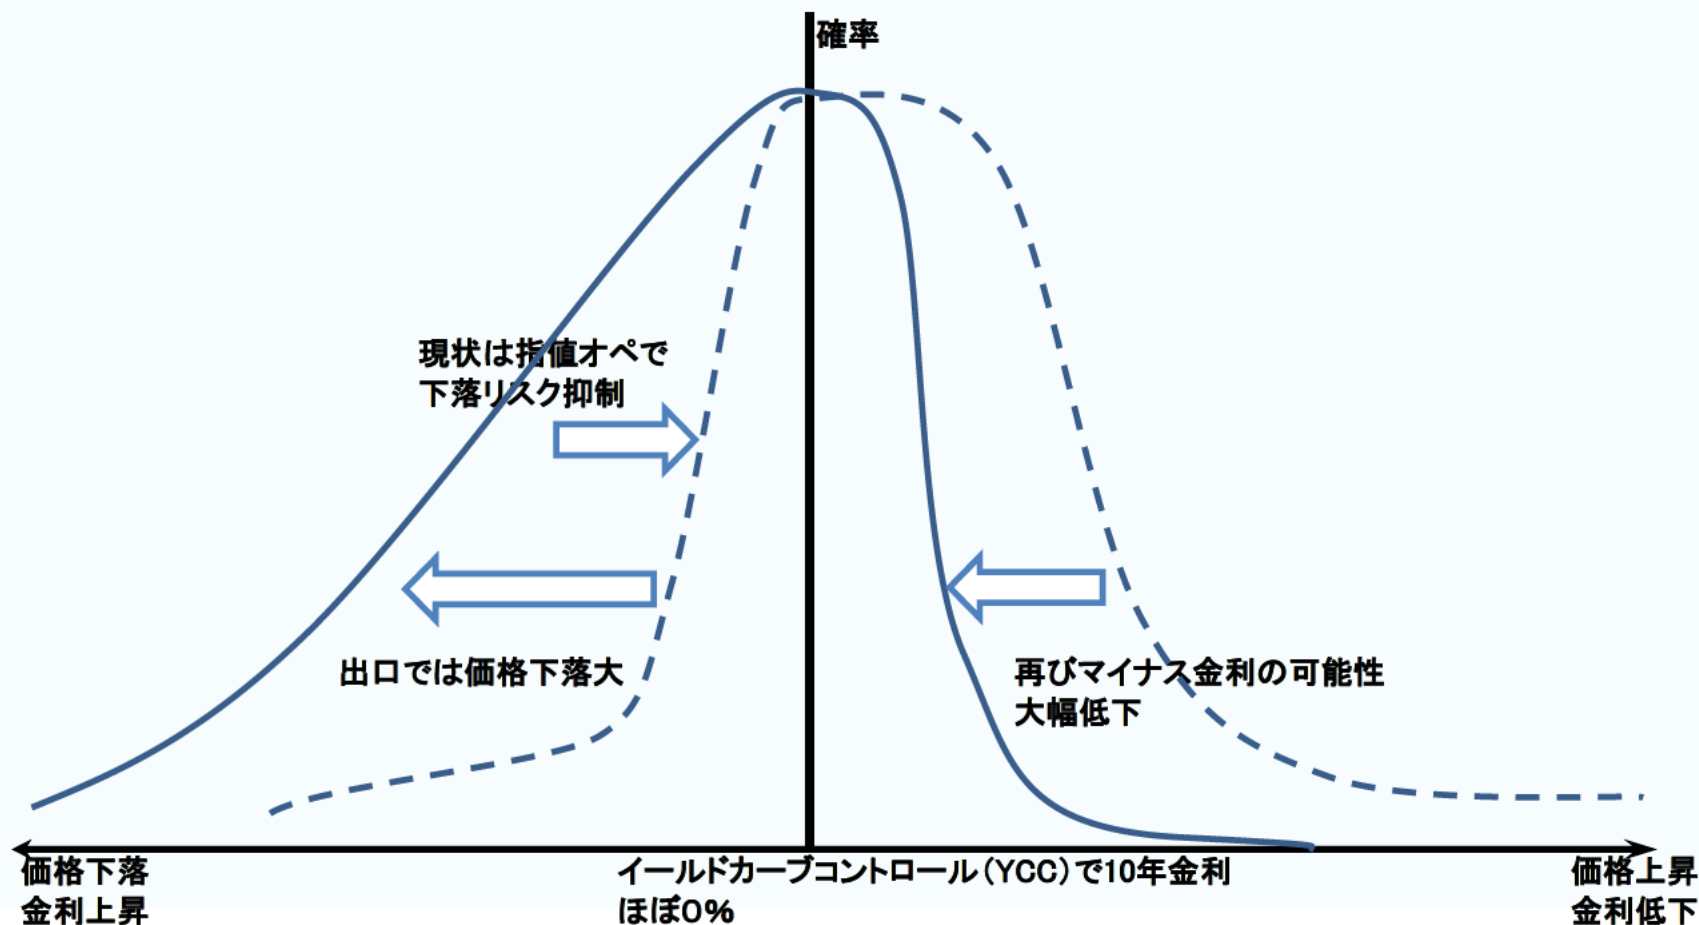 確率
現状は指値オペで
下落リスク抑制
出口では価格下落大
再びマイナス金利の可能性
大幅低下
価格下落
金利上昇
イールドカーブコントロール（YCC）で10年金利
ほぼ0%
価格上昇
金利低下